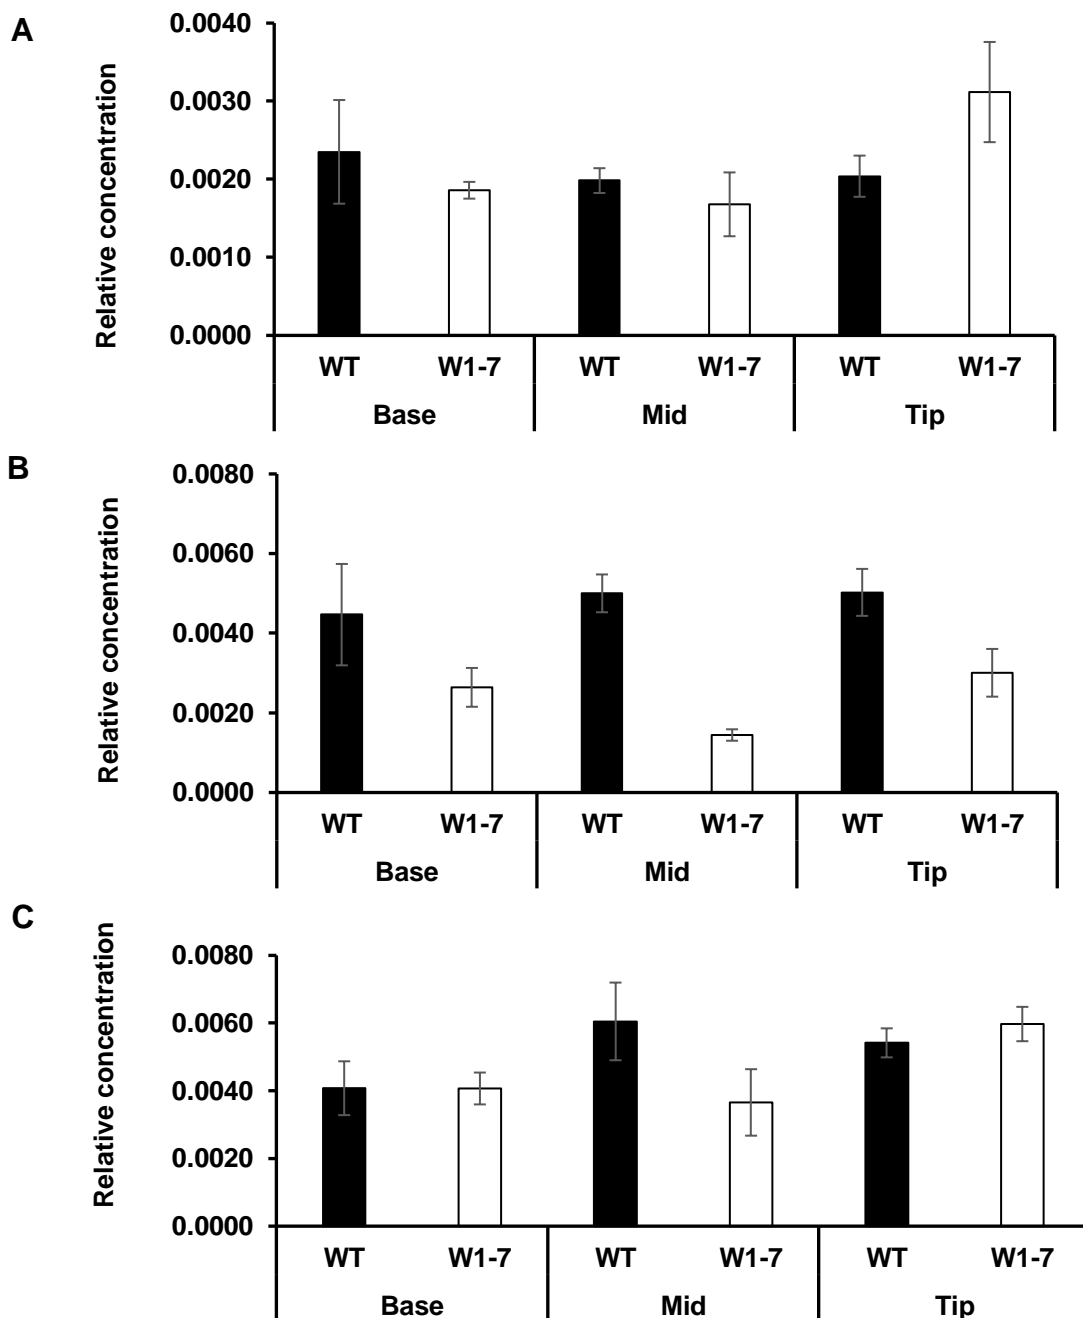 A
Relative concentration
0.0040
0.0030
0.0020
0.0010
0.0000
WT W1-7 WT W1-7 WT W1-7
Base Mid Tip
B
Relative concentration
0.0080
0.0060
0.0040
0.0020
0.0000
WT W1-7 WT W1-7 WT W1-7
Base Mid Tip
C
Relative concentration
0.0080
0.0060
0.0040
0.0020
0.0000
WT W1-7 WT W1-7 WT W1-7
Base Mid Tip